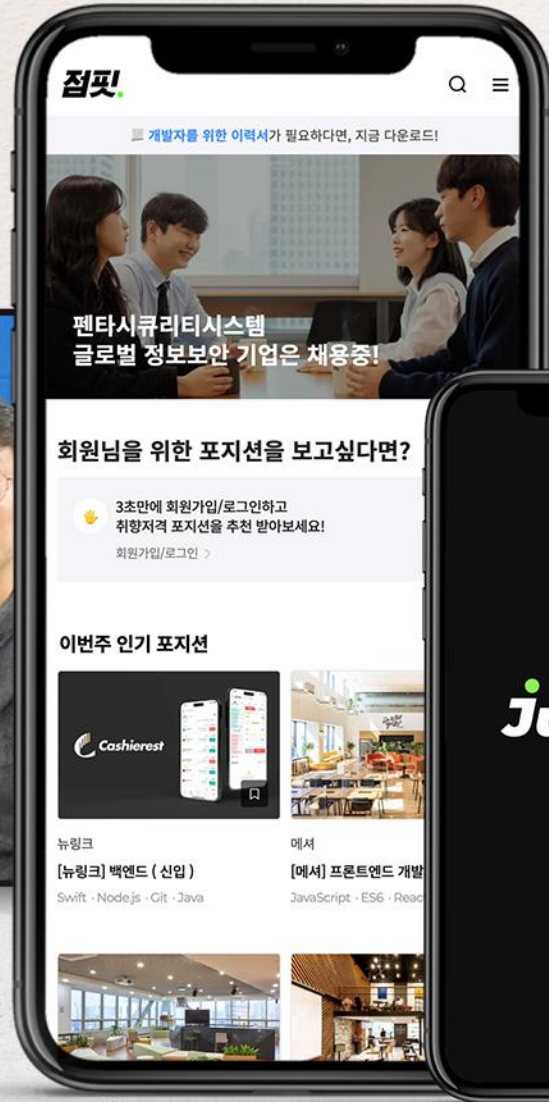 점핏.
개발자를 위한 이력서가 필요하다면, 지금 다운로드!
펜타시큐리티시스템
글로벌 정보보안 기업은 채용중!
회원님을 위한 포지션을 보고싶다면?
3초만에 회원가입/로그인하고
취향저격 포지션을 추천 받아보세요!
회원가입/로그인 >
이번주 인기 포지션
Cashierest
뉴링크
[뉴링크] 백엔드 ( 신입 )
Swift · Node.js · Git · Java
메셔
[메셔] 프론트엔드 개발
JavaScript · ES6 · Reac
Ju